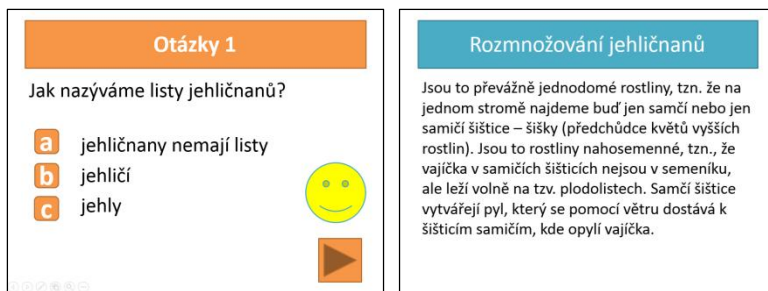 Otázky 1
Jak nazýváme listy jehličnanů?
a jehličnany nemají listy
b jehličí
c jehly
Rozmnožování jehličnanů
Jsou to převážně jednodomé rostliny, tzn. že na
jednom stromě najdeme buď jen samčí nebo jen
samičí šištice – šišky (předchůdce květů vyšších
rostlin). Jsou to rostliny nahosemenné, tzn., že
vajíčka v samičích šišticích nejsou v semeníku,
ale leží volně na tzv. plodolistech. Samčí šištice
vytvářejí pyl, který se pomocí větru dostává k
šišticím samičím, kde opylí vajíčka.